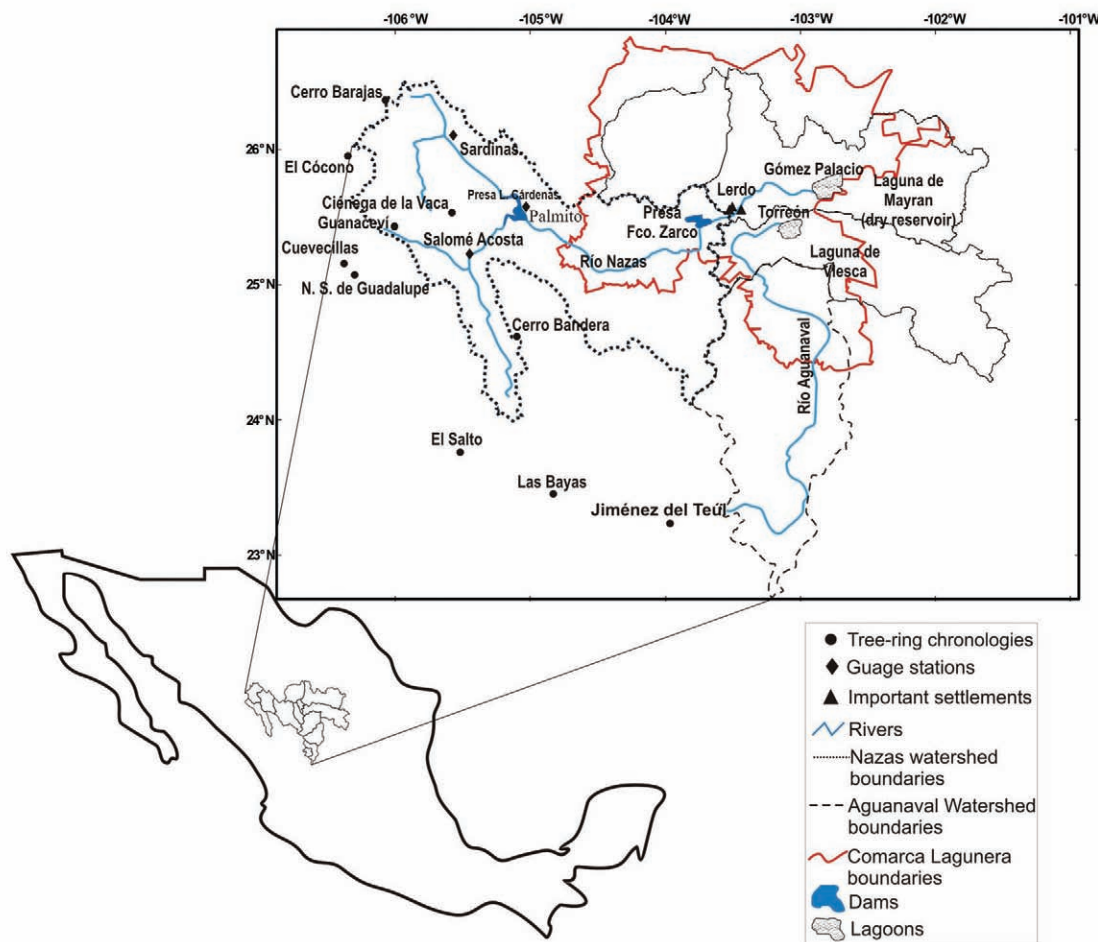 -106°W
-105°W
-104°W
-103°W
-102°W
-101°W
26°N
25°N
24°N
23°N
Cerro Barajas
El Cócono
Sardinas
Ciénega de la Vaca
Presa L. Cárdenas
Palmito
Guanaceví
Cuevecillas
Salomé Acosta
N. S. de Guadalupe
Cerro Bandera
Río Nazas
Presa
Fco. Zarco
Lerdo
Gómez Palacio
Torreón
Laguna de
Mayran
(dry reservoir)
Laguna de
Viesca
Río Aguanaval
El Salto
Las Bayas
Jiménez del Teúl
Tree-ring chronologies
Guage stations
Important settlements
Rivers
Nazas watershed
boundaries
Aguanaval Watershed
boundaries
Comarca Lagunera
boundaries
Dams
Lagoons